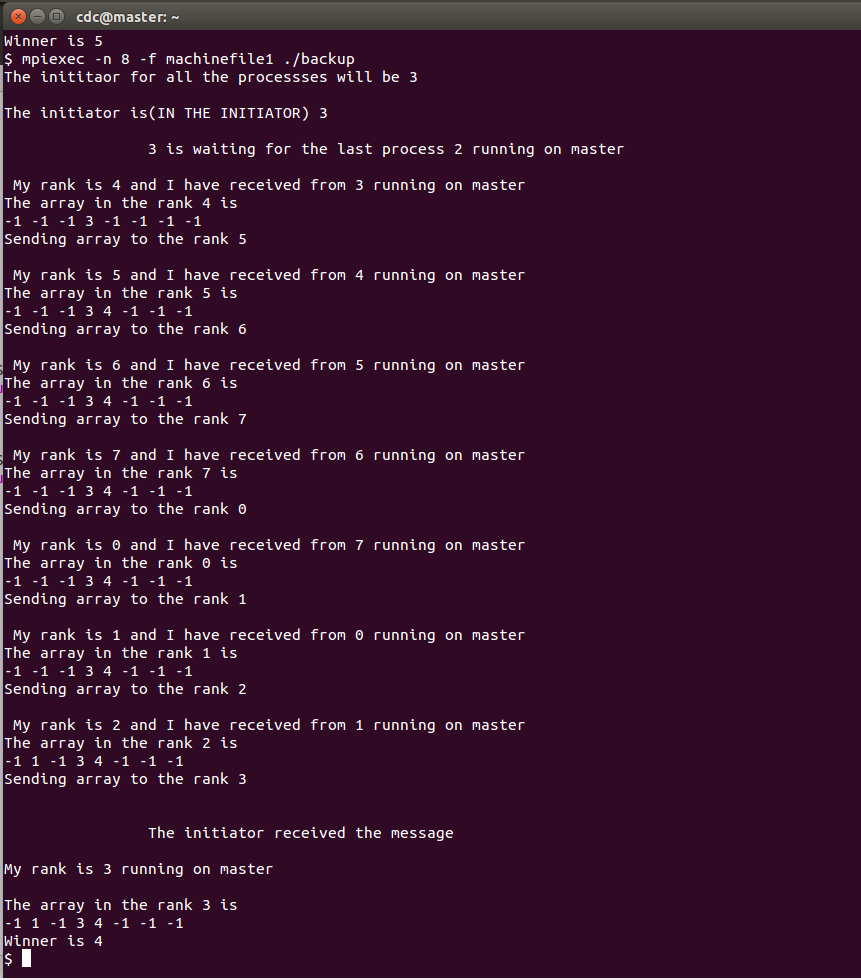 cdc@master: ~
Winner is 5
$ mpiexec -n 8 -f machinefile1 ./backup
The inititaor for all the processses will be 3
The initiator is(IN THE INITIATOR) 3
3 is waiting for the last process 2 running on master
My rank is 4 and I have received from 3 running on master
The array in the rank 4 is
-1 -1 -1 3 -1 -1 -1 -1
Sending array to the rank 5
My rank is 5 and I have received from 4 running on master
The array in the rank 5 is
-1 -1 -1 3 4 -1 -1 -1
Sending array to the rank 6
My rank is 6 and I have received from 5 running on master
The array in the rank 6 is
-1 -1 -1 3 4 -1 -1 -1
Sending array to the rank 7
My rank is 7 and I have received from 6 running on master
The array in the rank 7 is
-1 -1 -1 3 4 -1 -1 -1
Sending array to the rank 0
My rank is 0 and I have received from 7 running on master
The array in the rank 0 is
-1 -1 -1 3 4 -1 -1 -1
Sending array to the rank 1
My rank is 1 and I have received from 0 running on master
The array in the rank 1 is
-1 -1 -1 3 4 -1 -1 -1
Sending array to the rank 2
My rank is 2 and I have received from 1 running on master
The array in the rank 2 is
-1 1 -1 3 4 -1 -1 -1
Sending array to the rank 3
The initiator received the message
My rank is 3 running on master
The array in the rank 3 is
-1 1 -1 3 4 -1 -1 -1
Winner is 4
$